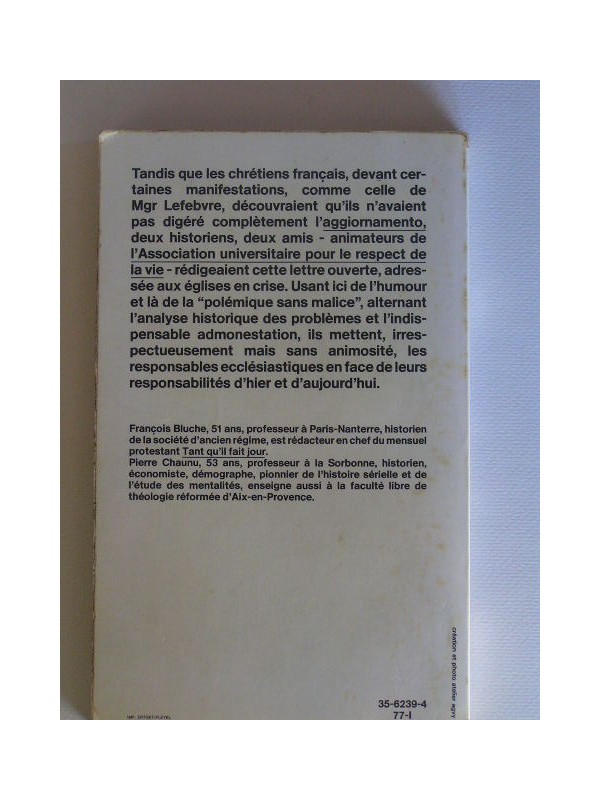 Tandis que les chrétiens français, devant cer-
taines manifestations, comme celle de
Mgr Lefebvre, découvraient qu'ils n'avaient
pas digéré complètement l'aggiornamento,
deux historiens, deux amis - animateurs de
l'Association universitaire pour le respect de
la vie - rédigeaient cette lettre ouverte, adres-
sée aux églises en crise. Usant ici de l'humour
et là de la "polémique sans malice", alternant
l'analyse historique des problèmes et l'indis-
pensable admonestation, ils mettent, irres-
pectueusement mais sans animosité, les
responsables ecclésiastiques en face de leurs
responsabilités d'hier et d'aujourd'hui.
François Bluche, 51 ans, professeur à Paris-Nanterre, historien
de la société d'ancien régime, est rédacteur en chef du mensuel
protestant Tant qu'il fait jour.
Pierre Chaunu, 53 ans, professeur à la Sorbonne, historien,
économiste, démographe, pionnier de l'histoire sérielle et de
l'étude des mentalités, enseigne aussi à la faculté libre de
théologie réformée d'Aix-en-Provence.
création et photo atelier
35-6239-4
77-I